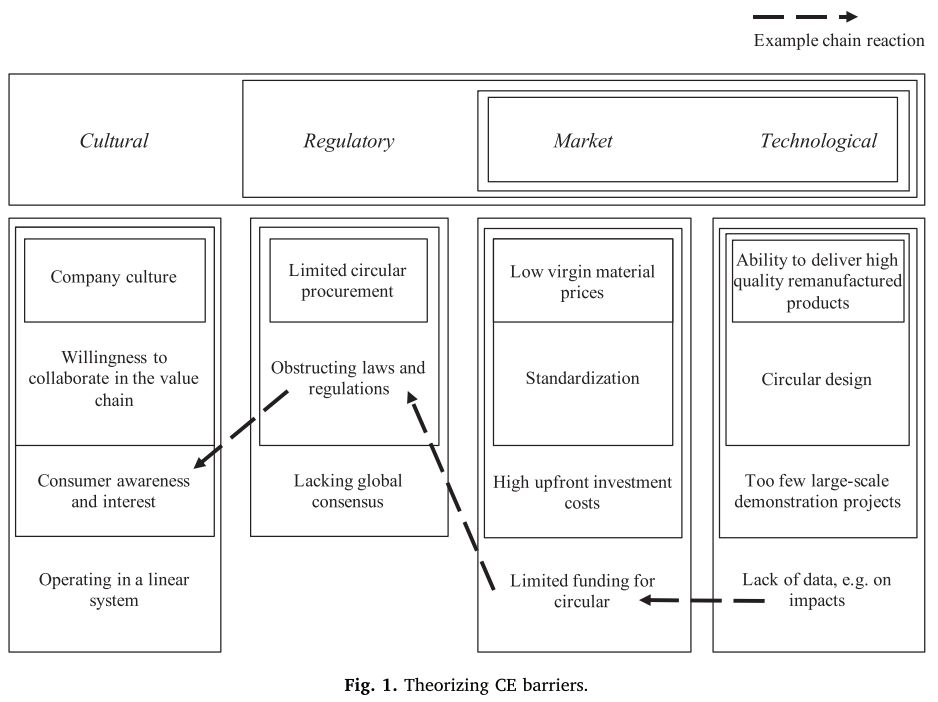 Example chain reaction
Cultural
Regulatory
Market
Technological
Company culture
Willingness to
collaborate in the value
chain
Consumer awareness
and interest
Operating in a linear
system
Limited circular
procurement
Obstructing laws and
regulations
Lacking global
consensus
Low virgin material
prices
Standardization
High upfront investment
costs
Limited funding for
circular
Ability to deliver high
quality remanufactured
products
Circular design
Too few large-scale
demonstration projects
Lack of data, e.g. on
impacts
Fig. 1. Theorizing CE barriers.